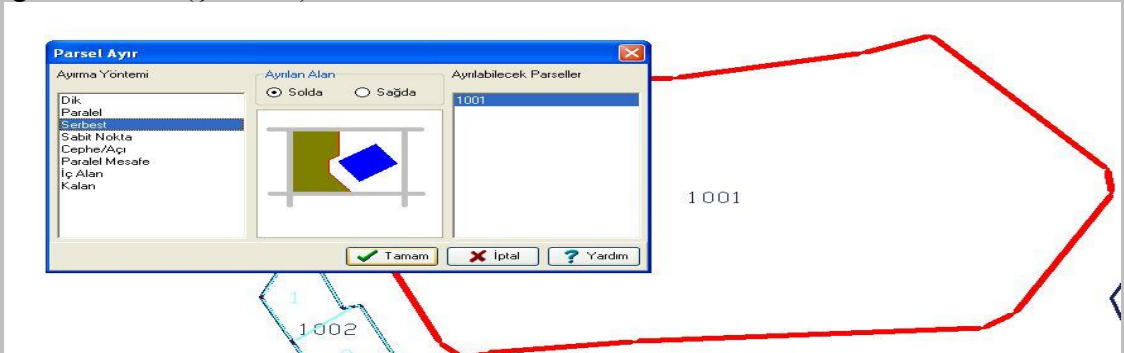 Parsel Ayır
Ayırma Yöntemi
Dik
Paralel
Serbest
Sabit Nokta
Cephe/Açı
Paralel Mesafe
İç Alan
Kalan
Ayrılan Alan
Solda Sağda
Ayrılabilecek Parseller
1001
Tamam İptal Yardım
1001
1
1002